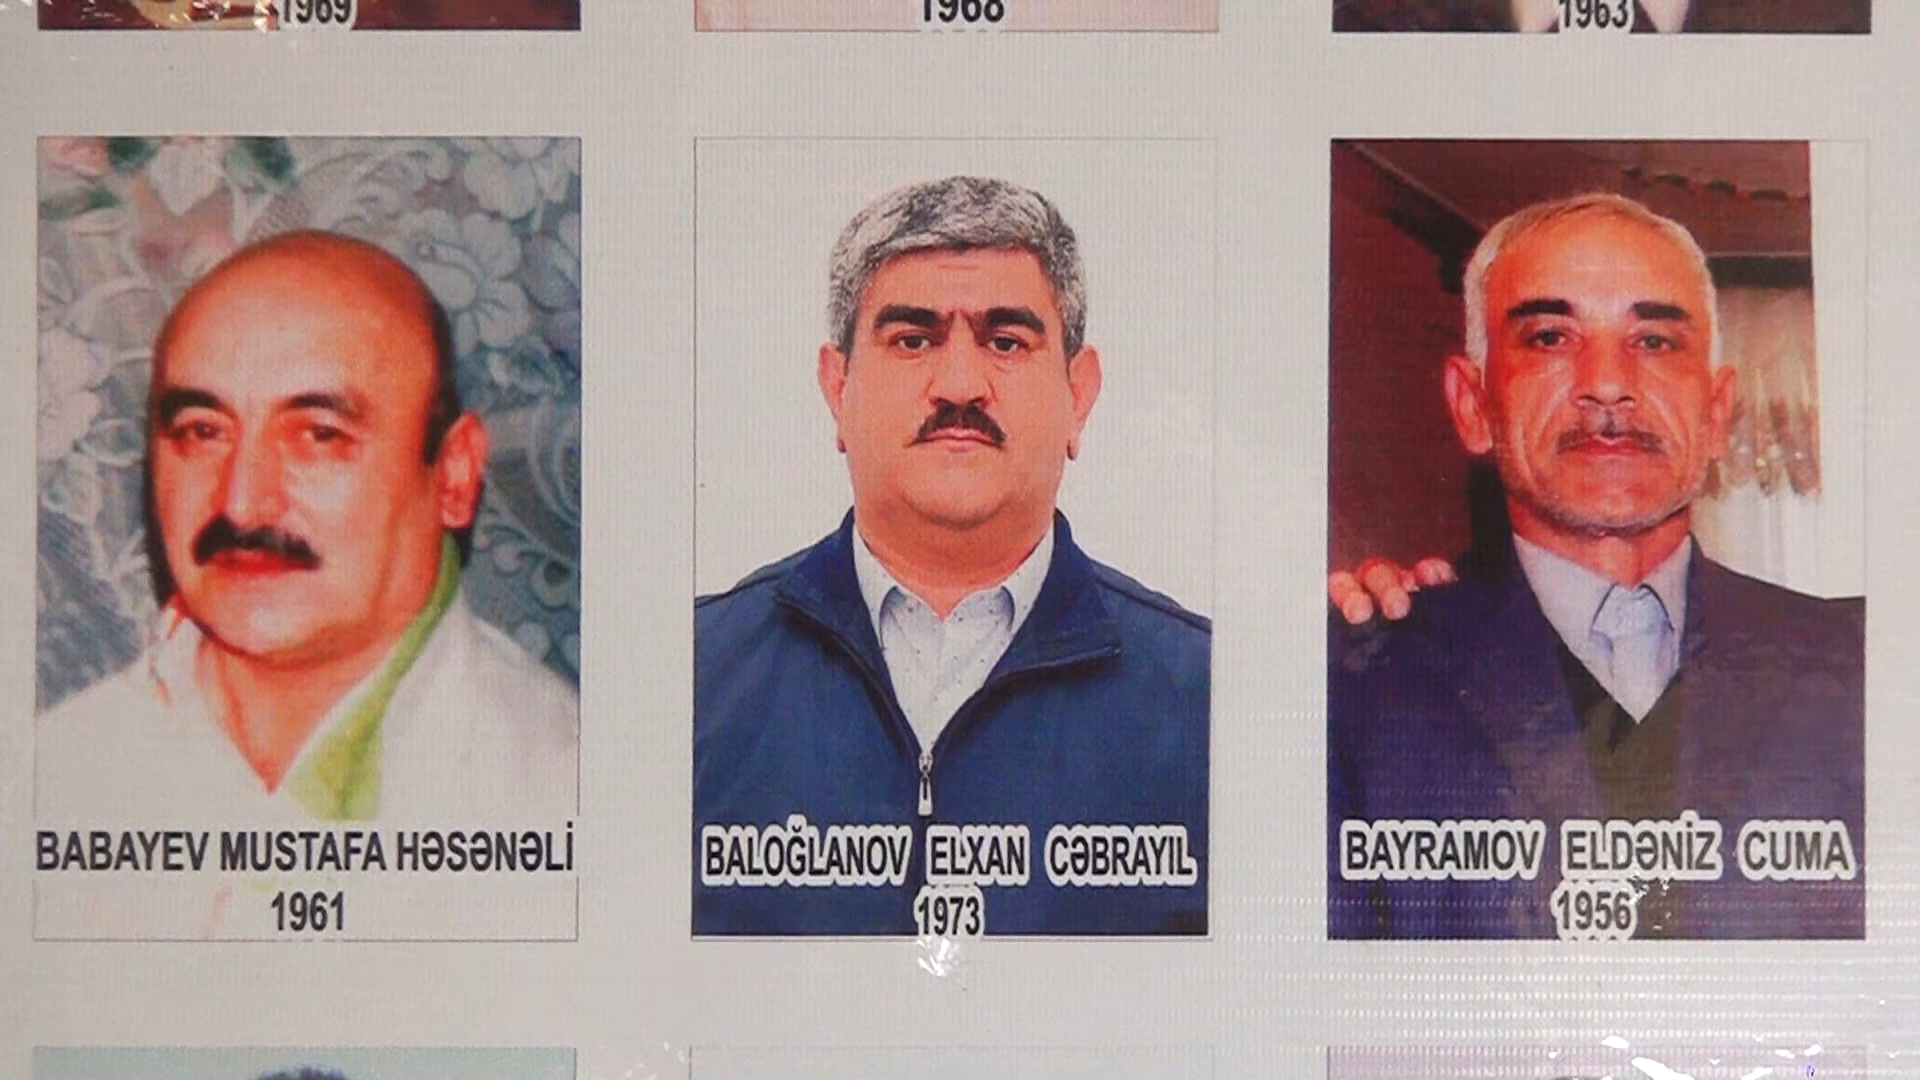 1969
1968
1963
BABAYEV MUSTAFA HƏSƏNƏLİ
1961
BALOĞLANOV ELXAN CƏBRAYIL
1973
BAYRAMOV ELDƏNİZ CUMA
1956